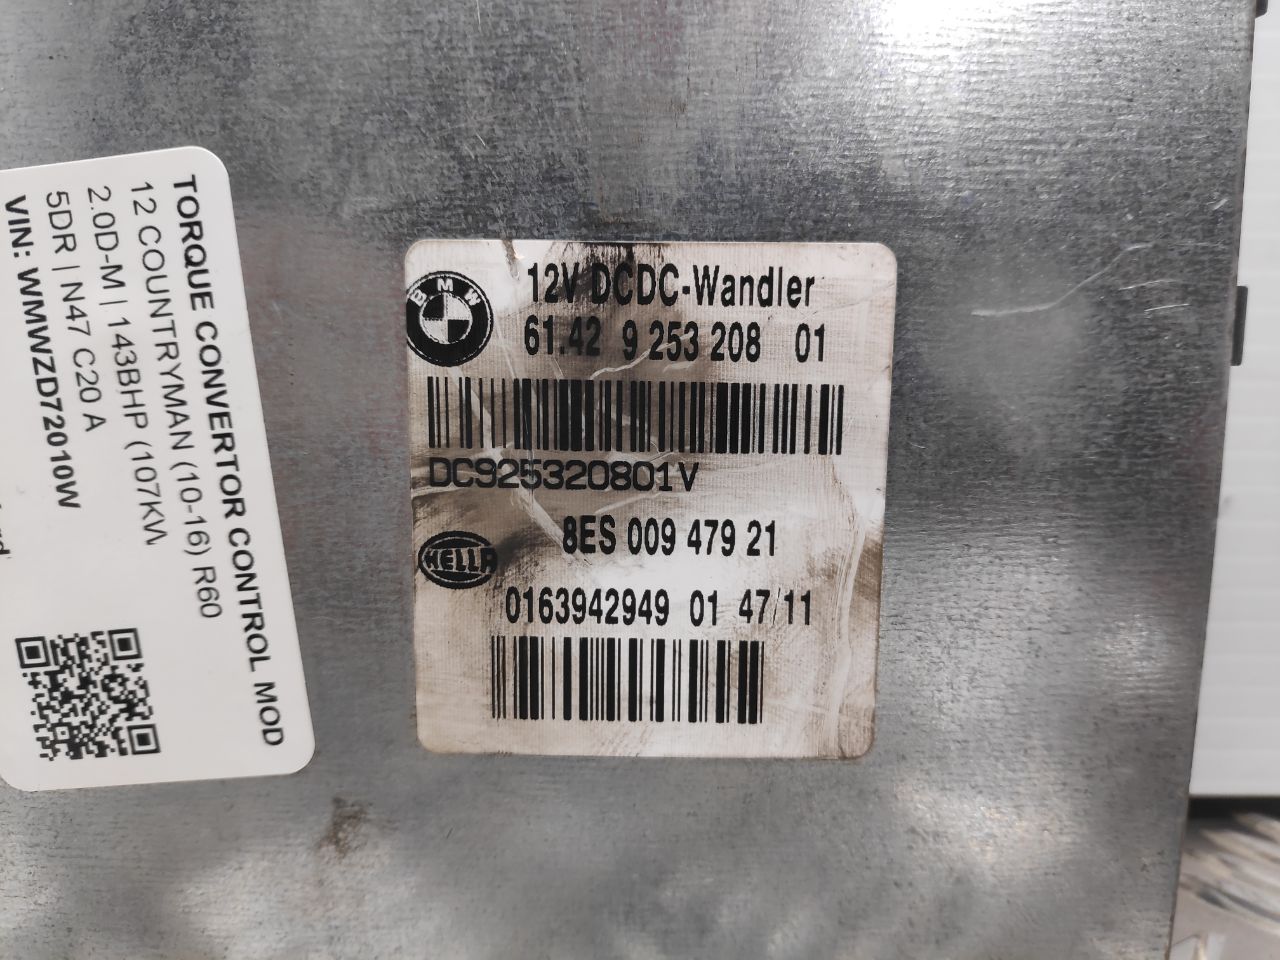 TORQUE CONVERTOR CONTROL MOD
12 COUNTRYMAN (10-16) R60
2.0D-M | 143BHP (107KW
5DR | N47 C20 A
VIN: WMWZD72010W
BMW
12V DCDC-Wandler
61.42 9 253 208 01
DC925320801V
8ES 009 479 21
HELLA
0163942949 01 47/11